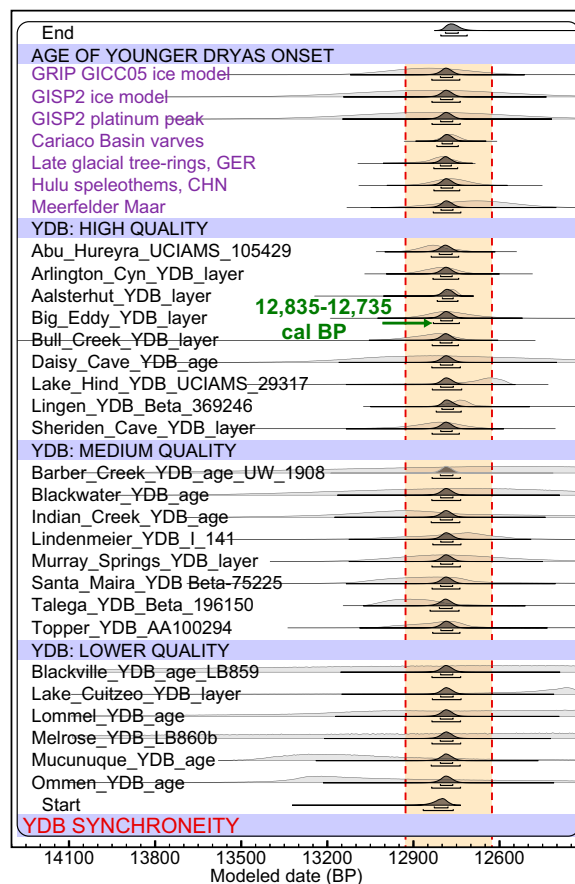 End
AGE OF YOUNGER DRYAS ONSET
GRIP GICC05 ice model
GISP2 ice model
GISP2 platinum peak
Cariaco Basin varves
Late glacial tree-rings, GER
Hulu speleothems, CHN
Meerfelder Maar
YDB: HIGH QUALITY
Abu_Hureyra_UCIAMS_105429
Arlington_Cyn_YDB_layer
Aalsterhut_YDB_layer
12,835-12,735
Big_Eddy_YDB_layer
cal BP
Bull_Creek_YDB_layer
Daisy_Cave_YDB_age
Lake_Hind_YDB_UCIAMS_29317
Lingen_YDB_Beta_369246
Sheriden_Cave_YDB_layer
YDB: MEDIUM QUALITY
Barber_Creek_YDB_age_UW_1908
Blackwater_YDB_age
Indian_Creek_YDB_age
Lindenmeier_YDB_I_141
Murray_Springs_YDB_layer
Santa_Maira_YDB Beta-75225
Talega_YDB_Beta_196150
Topper_YDB_AA100294
YDB: LOWER QUALITY
Blackville_YDB_age_LB859
Lake_Cuitzeo_YDB_layer
Lommel_YDB_age
Melrose_YDB_LB860b
Mucunuque_YDB_age
Ommen_YDB_age
Start
YDB SYNCHRONEITY
14100 13800 13500 13200 12900 12600
Modeled date (BP)